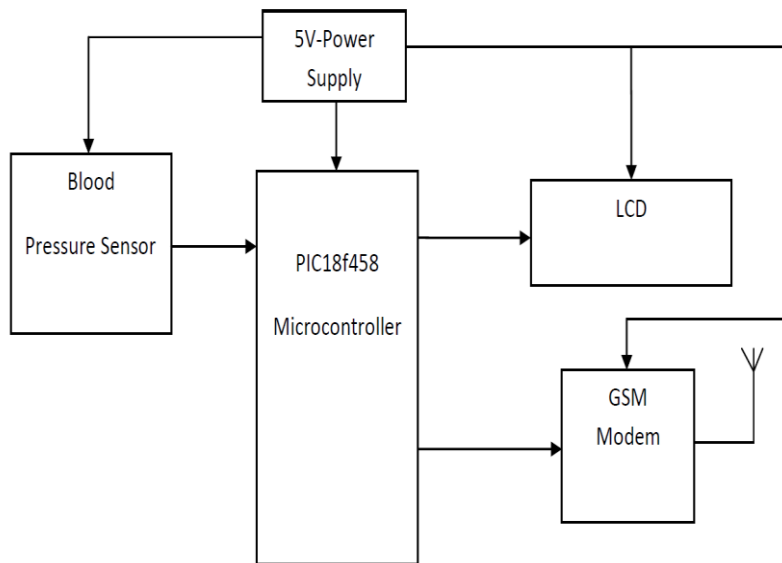 5V-Power
Supply
Blood
Pressure Sensor
PIC18f458
Microcontroller
LCD
GSM
Modem